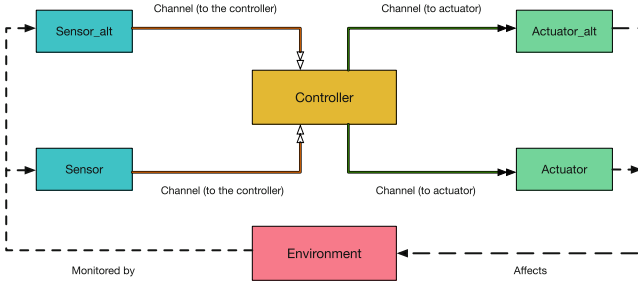 Channel (to the controller)
Channel (to actuator)
Sensor_alt
Actuator_alt
Controller
Sensor
Actuator
Channel (to the controller)
Channel (to actuator)
Environment
Monitored by
Affects